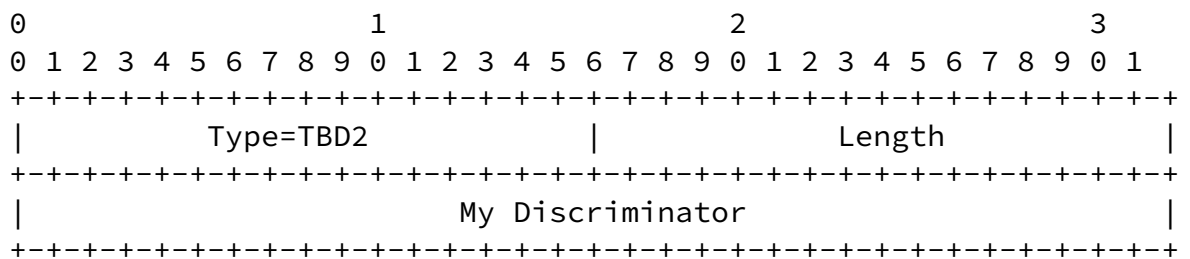 0                   1                   2                   3
0 1 2 3 4 5 6 7 8 9 0 1 2 3 4 5 6 7 8 9 0 1 2 3 4 5 6 7 8 9 0 1
+-+-+-+-+-+-+-+-+-+-+-+-+-+-+-+-+-+-+-+-+-+-+-+-+-+-+-+-+-+-+-+-+
|          Type=TBD2            |             Length            |
+-+-+-+-+-+-+-+-+-+-+-+-+-+-+-+-+-+-+-+-+-+-+-+-+-+-+-+-+-+-+-+-+
|                        My Discriminator                       |
+-+-+-+-+-+-+-+-+-+-+-+-+-+-+-+-+-+-+-+-+-+-+-+-+-+-+-+-+-+-+-+-+